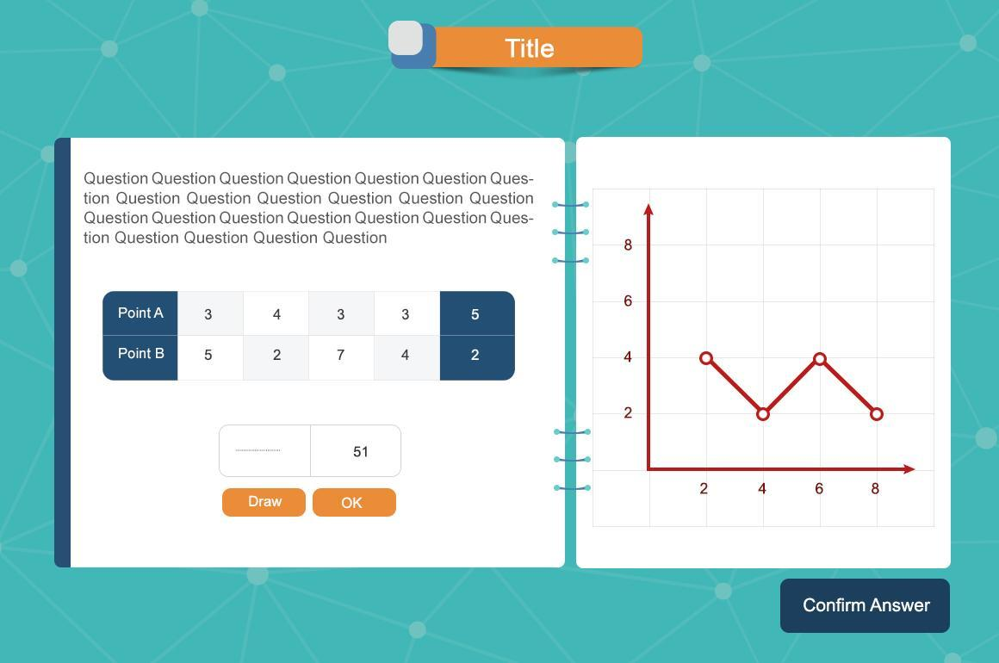 Title
Question Question Question Question Question Question Ques-
tion Question Question Question Question Question Question
Question Question Question Question Question Question Ques-
tion Question Question Question Question
Point A 3 4 3 3 5
Point B 5 2 7 4 2
51
Draw OK
8
6
4
2
2 4 6 8
Confirm Answer